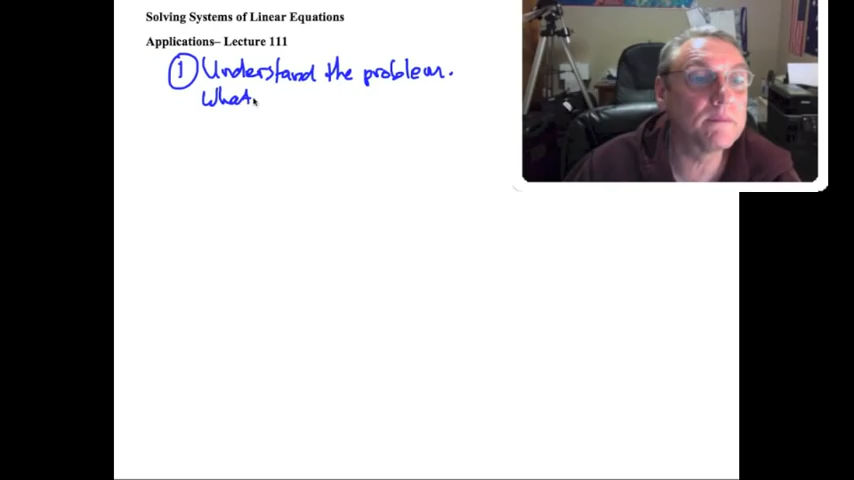 Solving Systems of Linear Equations
Applications– Lecture 111
① Understand the problem.
What